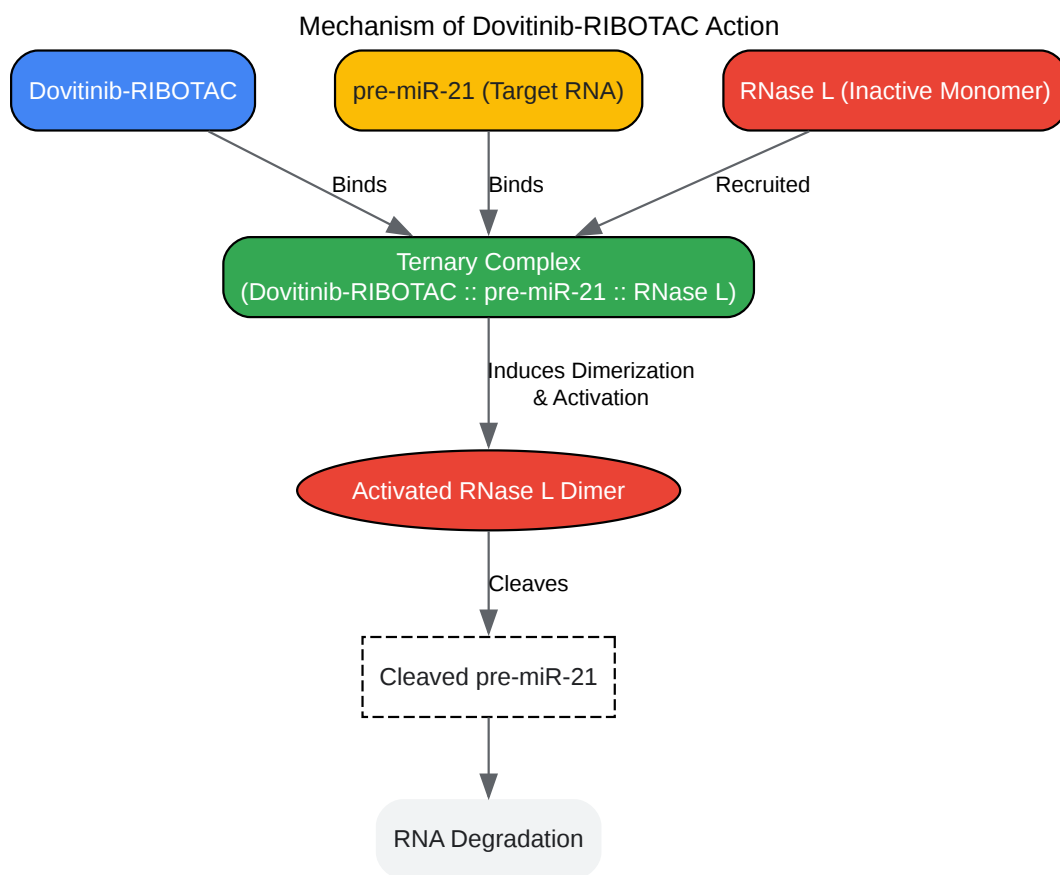 Mechanism of Dovitinib-RIBOTAC Action
Dovitinib-RIBOTAC
pre-miR-21 (Target RNA)
RNase L (Inactive Monomer)
Binds
Binds
Recruited
Ternary Complex
(Dovitinib-RIBOTAC :: pre-miR-21 :: RNase L)
Induces Dimerization
& Activation
Activated RNase L Dimer
Cleaves
Cleaved pre-miR-21
RNA Degradation